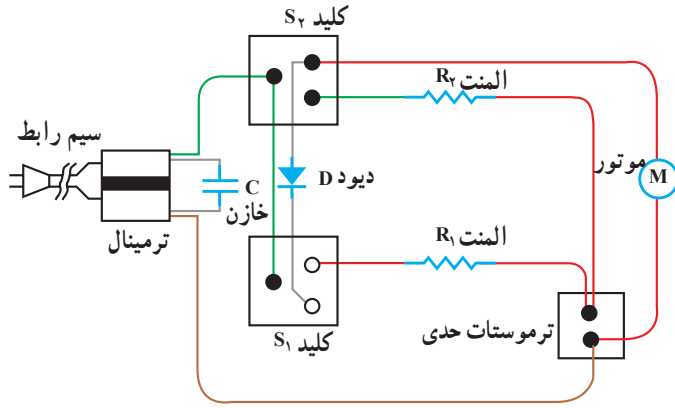 کلید S۲
المنت R۲
سیم رابط
موتور
M
دیود D
C
خازن
ترمینال
المنت R۱
ترموستات حدی
کلید S۱